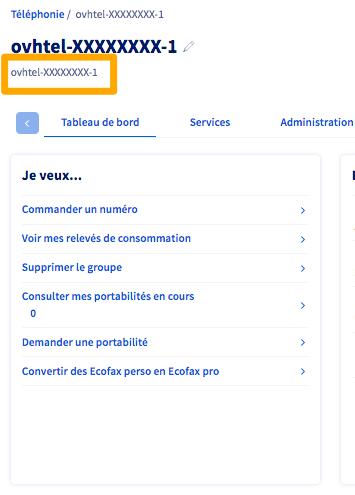 Téléphonie / ovhtel-XXXXXXXX-1
ovhtel-XXXXXXXX-1
ovhtel-XXXXXXXX-1
Tableau de bord Services Administration
Je veux...
Commander un numéro
Voir mes relevés de consommation
Supprimer le groupe
Consulter mes portabilités en cours
0
Demander une portabilité
Convertir des Ecofax perso en Ecofax pro